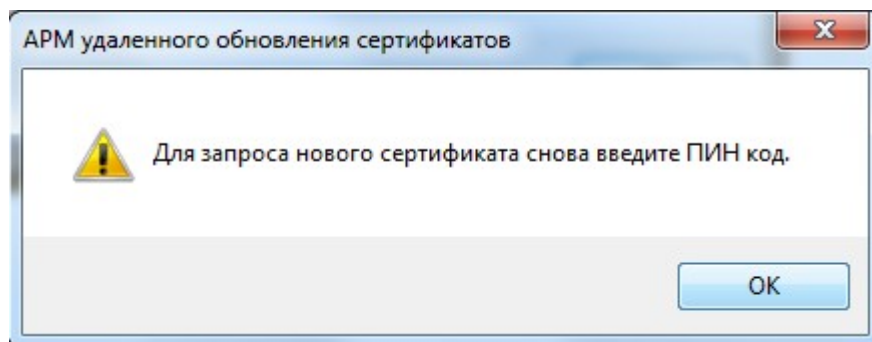 АРМ удаленного обновления сертификатов
Для запроса нового сертификата снова введите ПИН код.
OK